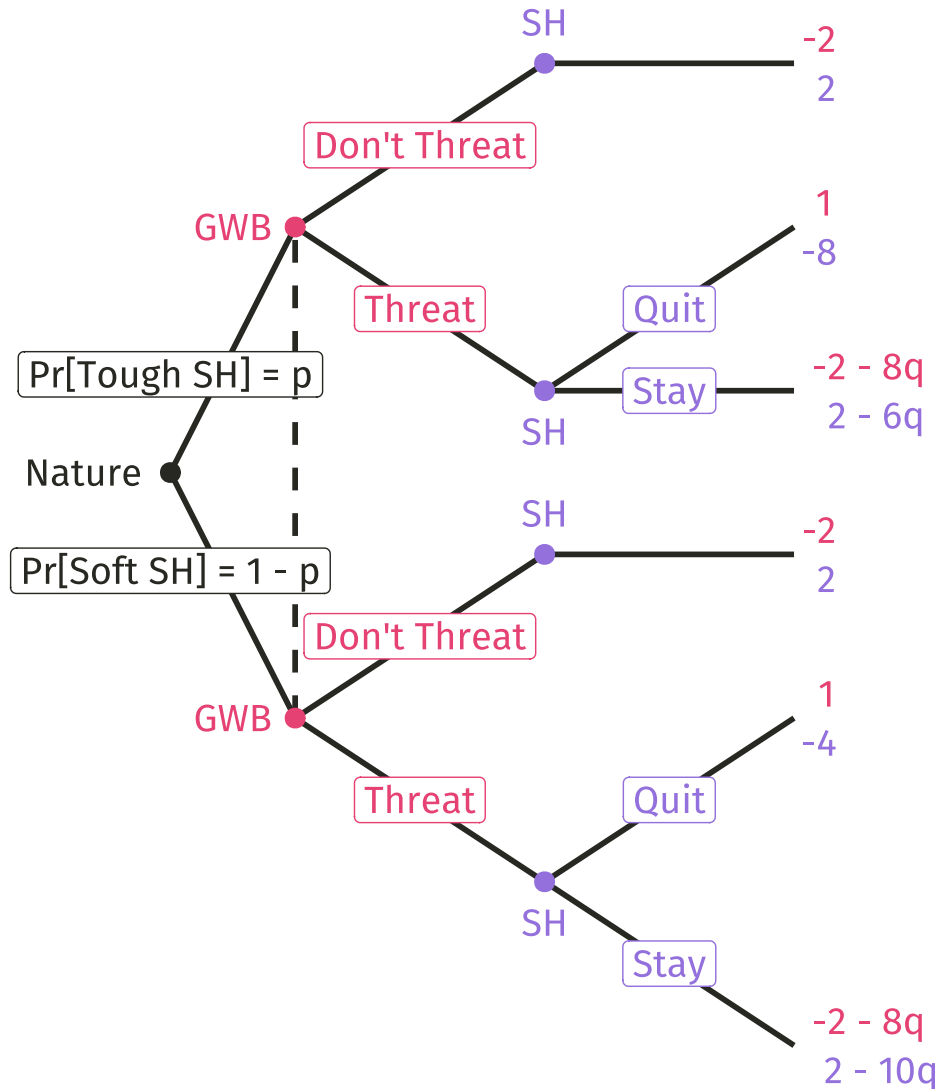 SH
-2
2
Don't Threat
GWB
1
-8
Threat
Quit
Pr[Tough SH] = p
-2 - 8q
Stay
2 - 6q
SH
Nature
SH
-2
2
Pr[Soft SH] = 1 - p
Don't Threat
GWB
1
-4
Threat
Quit
SH
Stay
-2 - 8q
2 - 10q